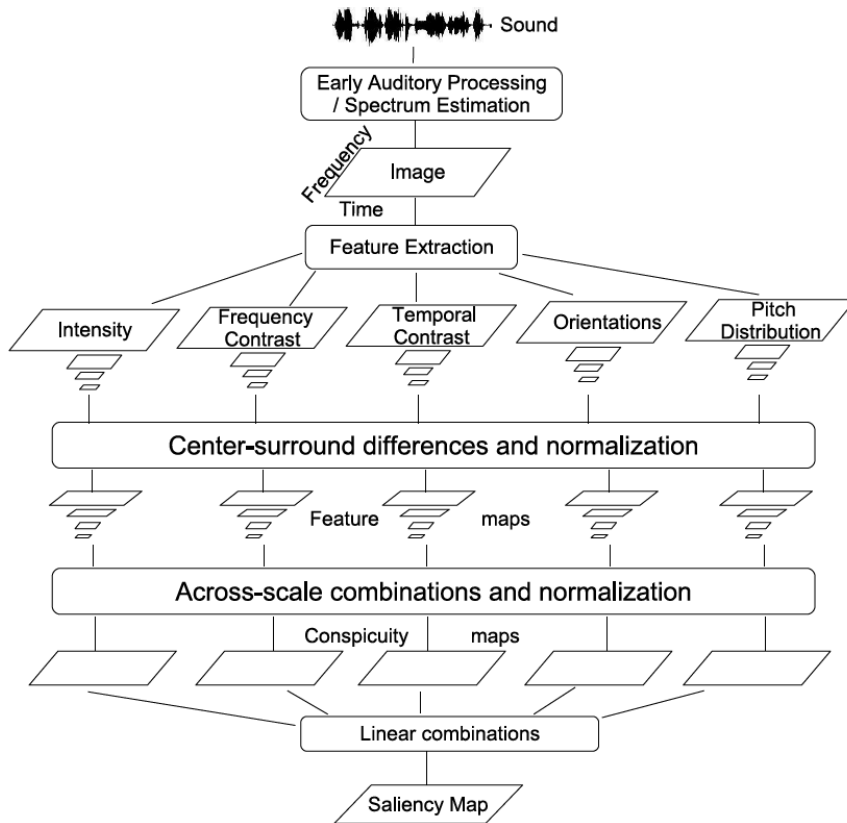 Sound
Early Auditory Processing
/ Spectrum Estimation
Frequency
Image
Time
Feature Extraction
Intensity
Frequency
Contrast
Temporal
Contrast
Orientations
Pitch
Distribution
Center-surround differences and normalization
Feature maps
Across-scale combinations and normalization
Conspicuity maps
Linear combinations
Saliency Map